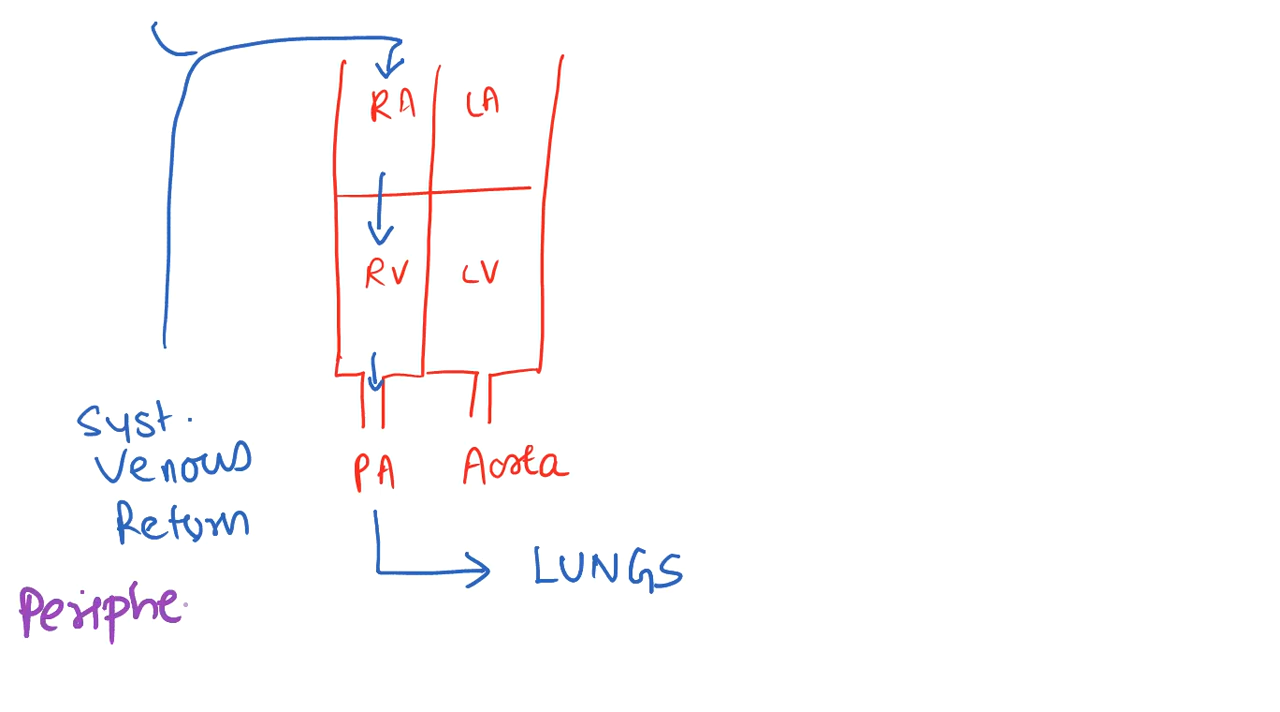 RA LA
RV LV
Syst.
Venous
Return
PA Aorta
LUNGS
Periphe